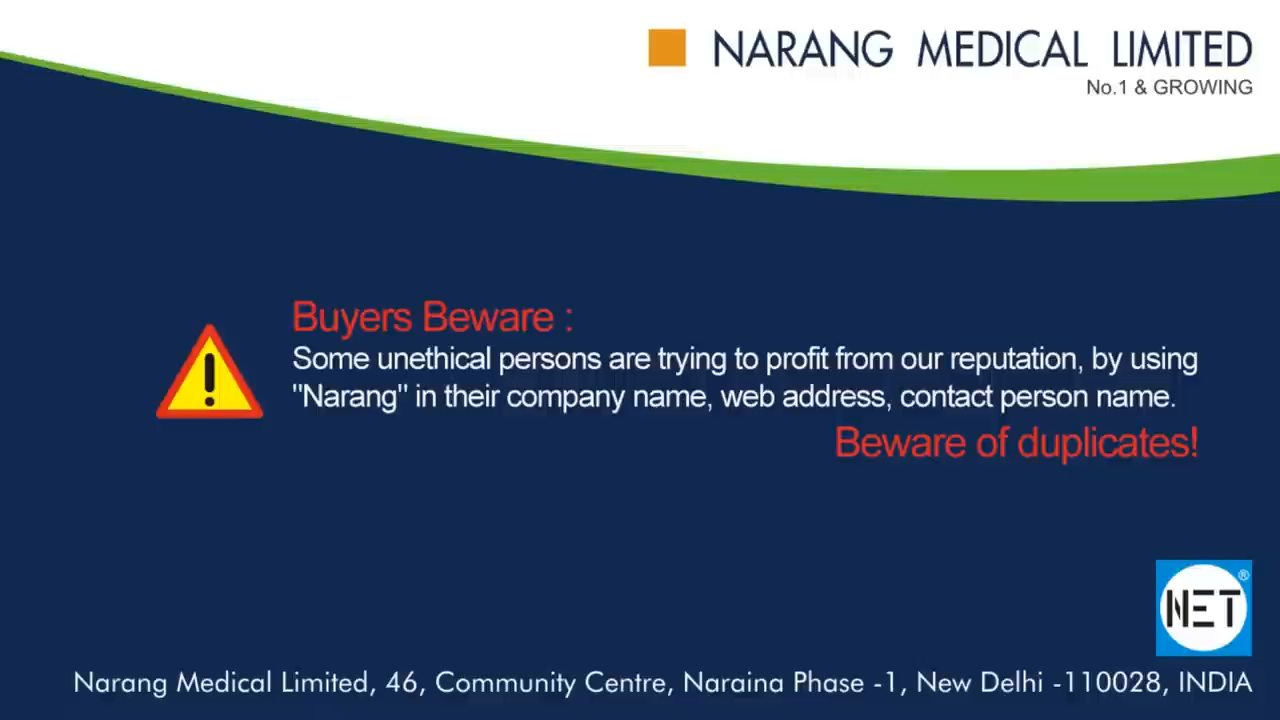 NARANG MEDICAL LIMITED
No.1 & GROWING
Buyers Beware :
Some unethical persons are trying to profit from our reputation, by using
"Narang" in their company name, web address, contact person name.
Beware of duplicates!
NET®
Narang Medical Limited, 46, Community Centre, Naraina Phase -1, New Delhi -110028, INDIA